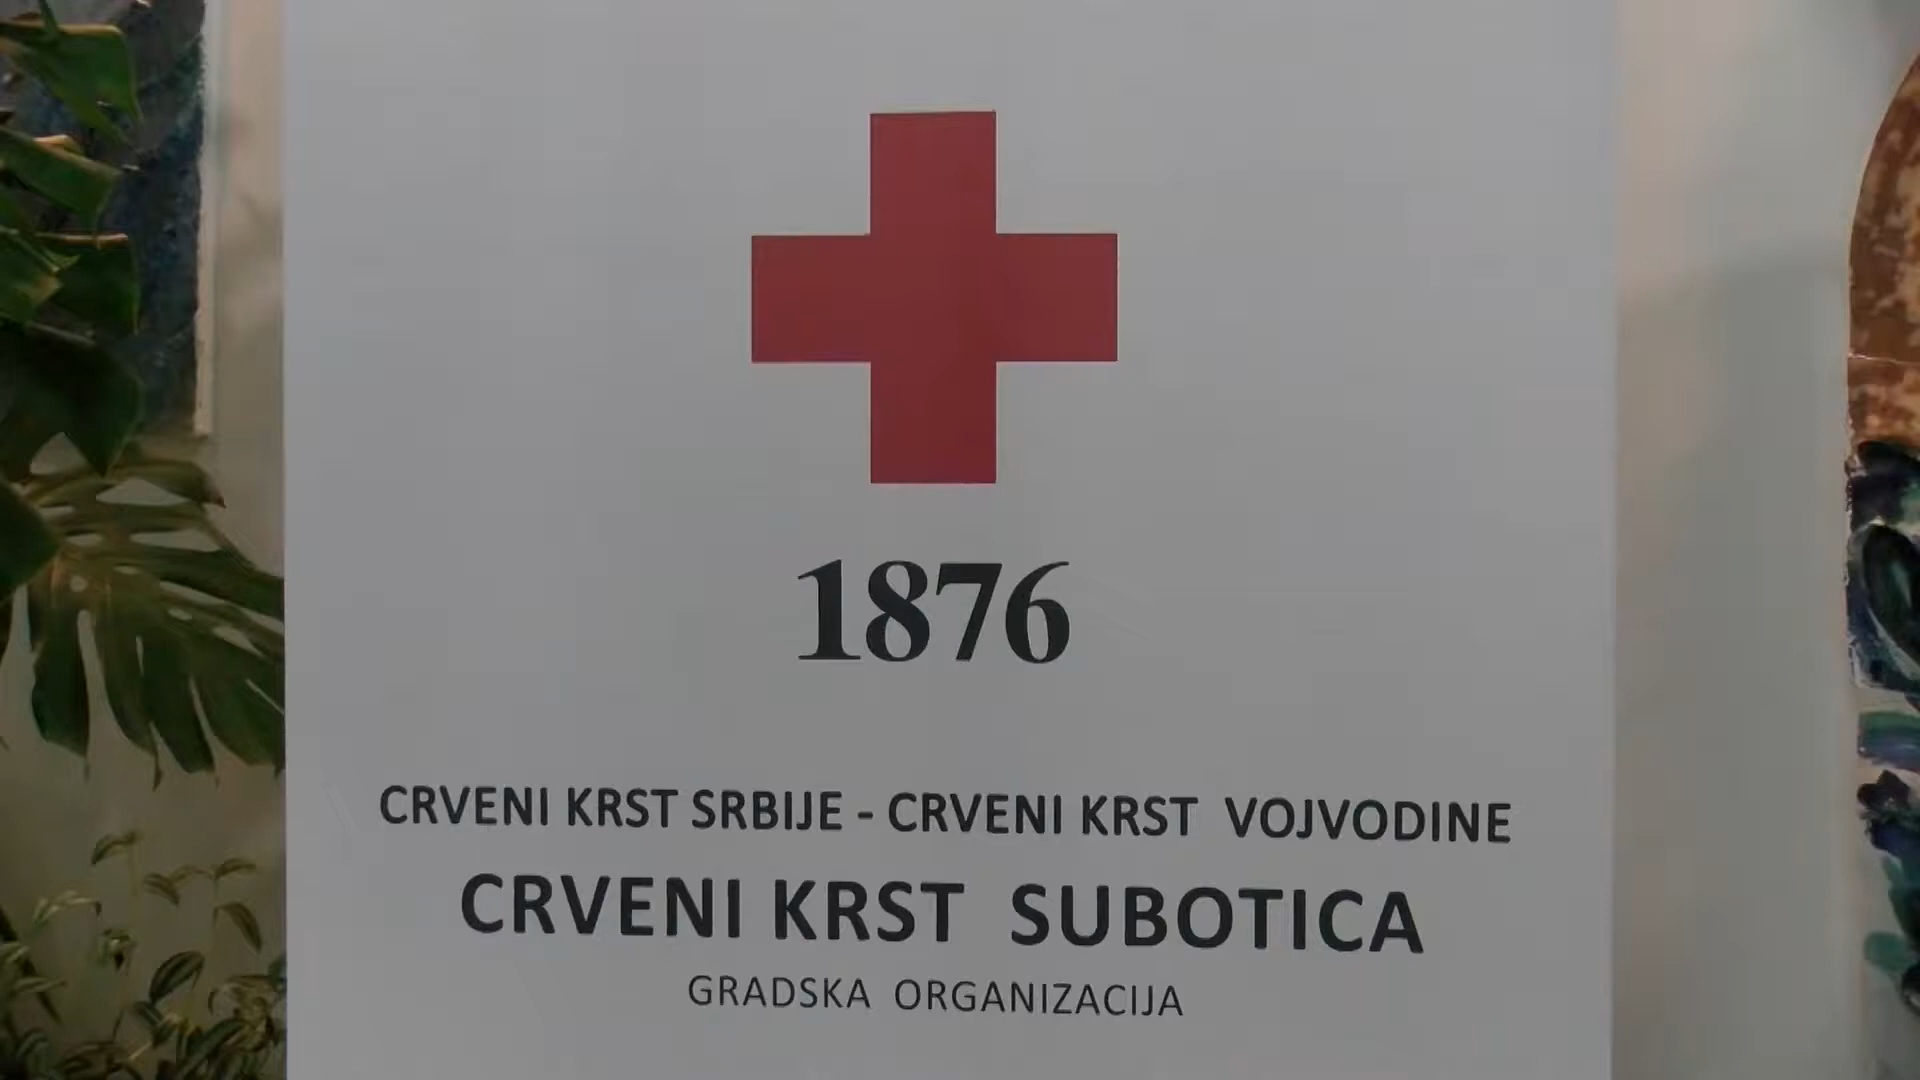 1876
CRVENI KRST SRBIJE - CRVENI KRST VOJVODINE
CRVENI KRST SUBOTICA
GRADSKA ORGANIZACIJA